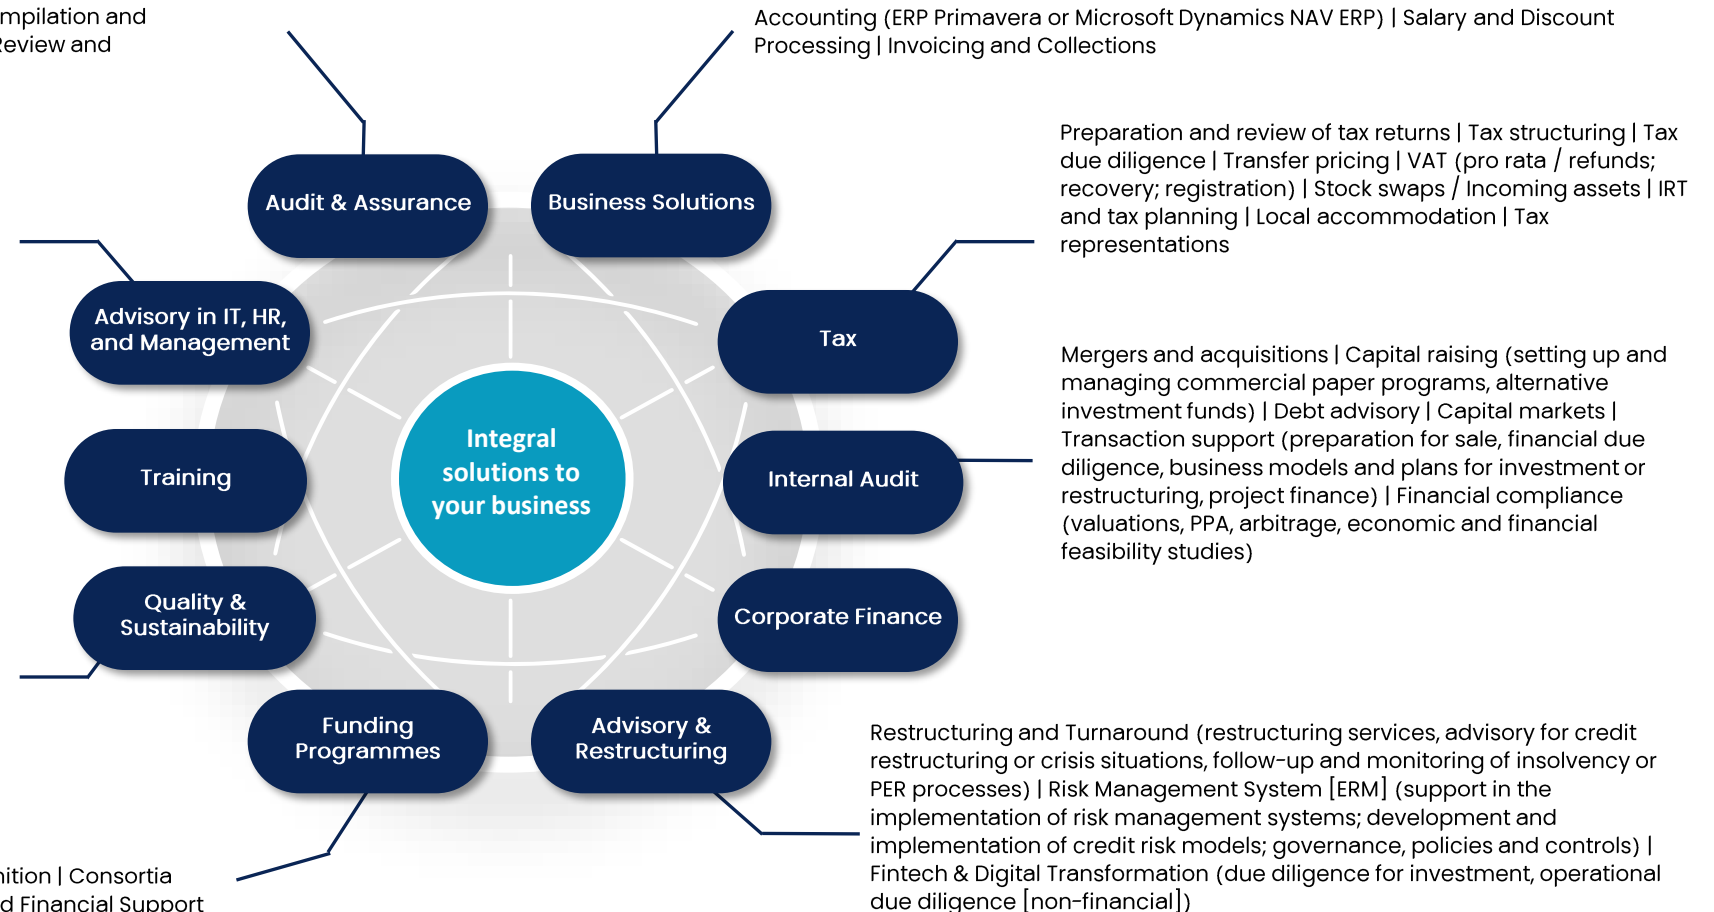 and
Review and
Accounting (ERP Primavera or Microsoft Dynamics NAV ERP) | Salary and Discount
Processing | Invoicing and Collections
Preparation and review of tax returns | Tax structuring | Tax
due diligence | Transfer pricing | VAT (pro rata / refunds;
recovery; registration) | Stock swaps / Incoming assets | IRT
and tax planning | Local accommodation | Tax
representations
Audit & Assurance
Business Solutions
Advisory in IT, HR,
and Management
Tax
Mergers and acquisitions | Capital raising (setting up and
managing commercial paper programs, alternative
investment funds) | Debt advisory | Capital markets |
Transaction support (preparation for sale, financial due
diligence, business models and plans for investment or
restructuring, project finance) | Financial compliance
(valuations, PPA, arbitrage, economic and financial
feasibility studies)
Integral
solutions to
your business
Training
Internal Audit
Quality &
Sustainability
Corporate Finance
Funding
Programmes
Advisory &
Restructuring
Restructuring and Turnaround (restructuring services, advisory for credit
restructuring or crisis situations, follow-up and monitoring of insolvency or
PER processes) | Risk Management System [ERM] (support in the
implementation of risk management systems; development and
implementation of credit risk models; governance, policies and controls) |
Fintech & Digital Transformation (due diligence for investment, operational
due diligence [non-financial])
| Consortia
Financial Support